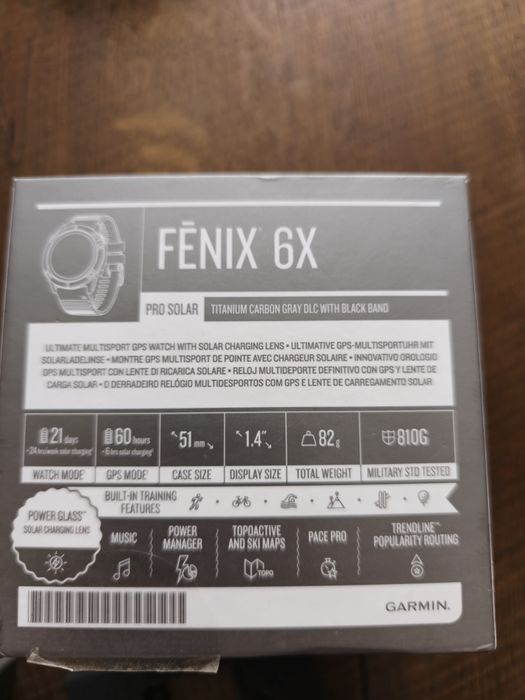 FĒNIX® 6X
PRO SOLAR
TITANIUM CARBON GRAY DLC WITH BLACK BAND
ULTIMATE MULTISPORT GPS WATCH WITH SOLAR CHARGING LENS • ULTIMATIVE GPS-MULTISPORTUHR MIT
SOLARLADELINSE • MONTRE GPS MULTISPORT DE POINTE AVEC CHARGEUR SOLAIRE • INNOVATIVO OROLOGIO
GPS MULTISPORT CON LENTE DI RICARICA SOLARE • RELOJ MULTIDEPORTE DEFINITIVO CON GPS Y LENTE DE
CARGA SOLAR • O DERRADEIRO RELÓGIO MULTIDESPORTOS COM GPS E LENTE DE CARREGAMENTO SOLAR
21 days
60 hours
51 mm
1.4"
82 g
810G
WATCH MODE
GPS MODE
CASE SIZE
DISPLAY SIZE
TOTAL WEIGHT
MILITARY STD TESTED
BUILT-IN TRAINING
FEATURES
POWER GLASS™
SOLAR CHARGING LENS
MUSIC
POWER
MANAGER
TOPOACTIVE
AND SKI MAPS
TOPO
PACE PRO
TRENDLINE™
POPULARITY ROUTING
GARMIN.